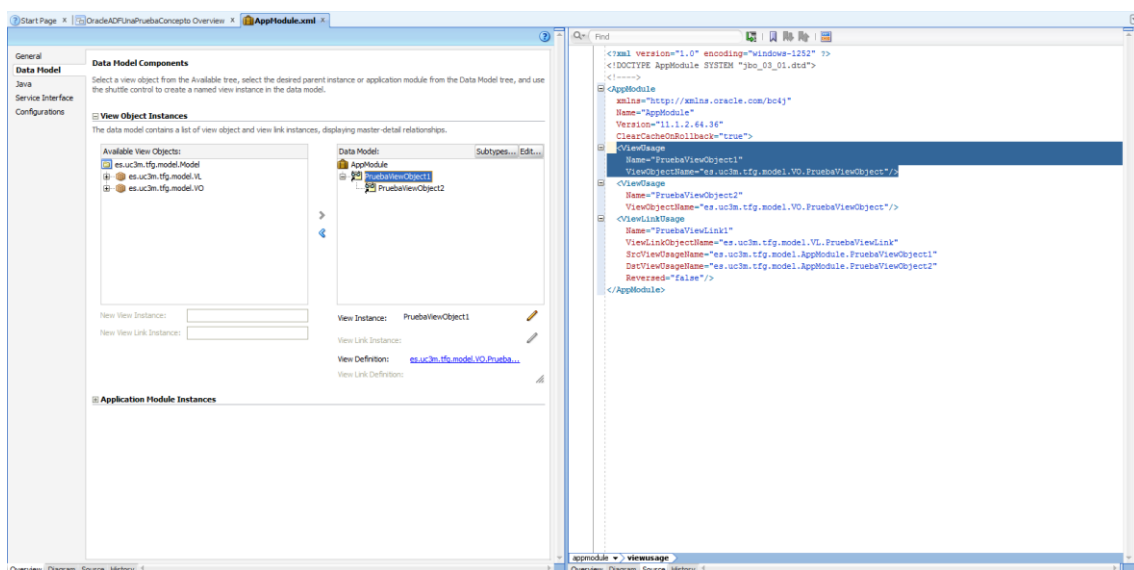 Start Page
OracleADFUnaPruebaConcepto Overview
AppModule.xml
General
Data Model
Java
Service Interface
Configurations
Data Model Components
Select a view object from the Available tree, select the desired parent instance or application module from the Data Model tree, and use
the shuttle control to create a named view instance in the data model.
View Object Instances
The data model contains a list of view object and view link instances, displaying master-detail relationships.
Available View Objects:
es.uc3m.tfg.model.Model
es.uc3m.tfg.model.VL
es.uc3m.tfg.model.VO
Data Model:
Subtypes... Edit...
AppModule
PruebaViewObject1
PruebaViewObject2
New View Instance:
New View Link Instance:
View Instance: PruebaViewObject1
View Link Instance:
View Definition: es.uc3m.tfg.model.VO.Prueba...
View Link Definition:
Application Module Instances
Overview Diagram Source History
Find
<?xml version="1.0" encoding="windows-1252" ?>
<!DOCTYPE AppModule SYSTEM "jbo_03_01.dtd">
<!---->
<AppModule
xmlns="http://xmlns.oracle.com/bc4j"
Name="AppModule"
Version="11.1.2.64.36"
ClearCacheOnRollback="true">
<ViewUsage
Name="PruebaViewObject1"
ViewObjectName="es.uc3m.tfg.model.VO.PruebaViewObject"/>
<ViewUsage
Name="PruebaViewObject2"
ViewObjectName="es.uc3m.tfg.model.VO.PruebaViewObject"/>
<ViewLinkUsage
Name="PruebaViewLink1"
ViewLinkObjectName="es.uc3m.tfg.model.VL.PruebaViewLink"
SrcViewUsageName="es.uc3m.tfg.model.AppModule.PruebaViewObject1"
DstViewUsageName="es.uc3m.tfg.model.AppModule.PruebaViewObject2"
Reversed="false"/>
</AppModule>
appmodule viewusage
Overview Diagram Source History